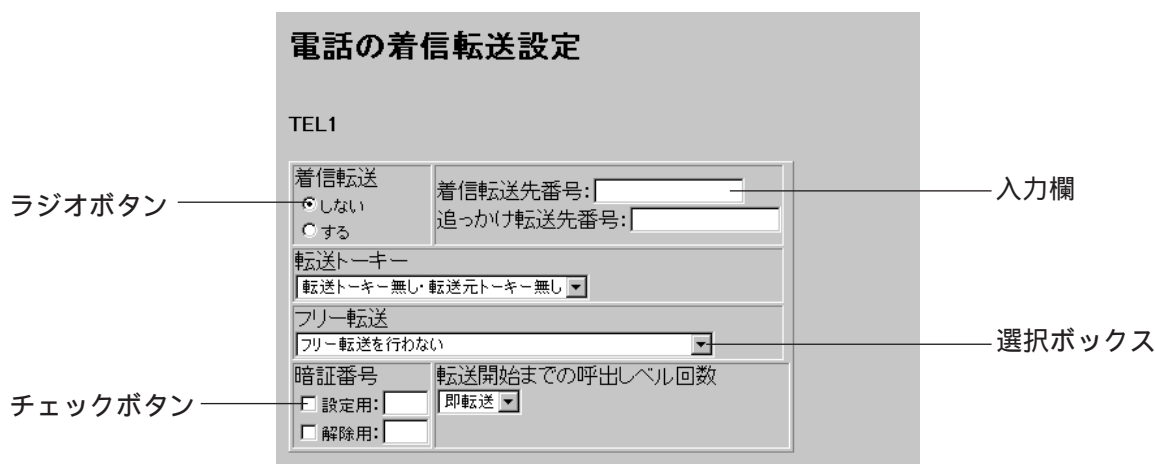 電話の着信転送設定
TEL1
着信転送
しない
する
着信転送先番号:
追っかけ転送先番号:
転送トーキー
転送トーキー無し・転送元トーキー無し
フリー転送
フリー転送を行わない
暗証番号
設定用:
解除用:
転送開始までの呼出しベル回数
即転送
ラジオボタン
チェックボタン
入力欄
選択ボックス